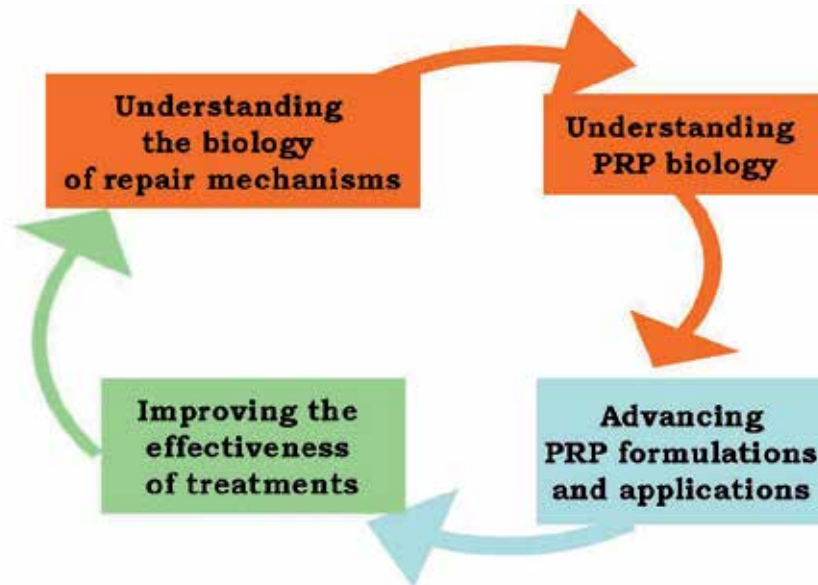 Understanding
the biology
of repair mechanisms
Understanding
PRP biology
Advancing
PRP formulations
and applications
Improving the
effectiveness
of treatments